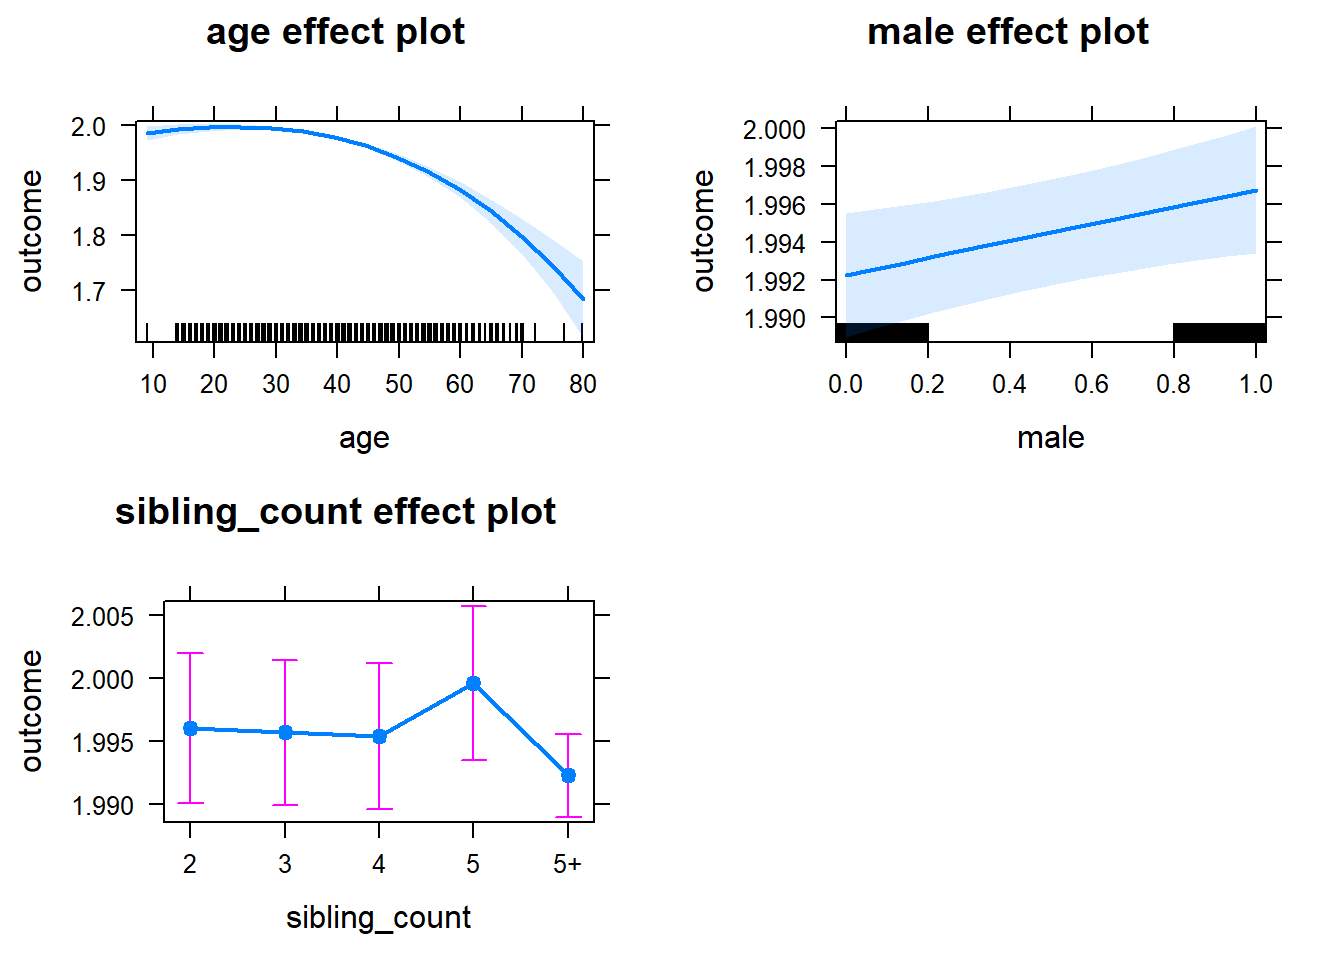 age effect plot
outcome
2.0
1.9
1.8
1.7
10 20 30 40 50 60 70 80
age
male effect plot
outcome
2.000
1.998
1.996
1.994
1.992
1.990
0.0 0.2 0.4 0.6 0.8 1.0
male
sibling_count effect plot
outcome
2.005
2.000
1.995
1.990
2 3 4 5 5+
sibling_count